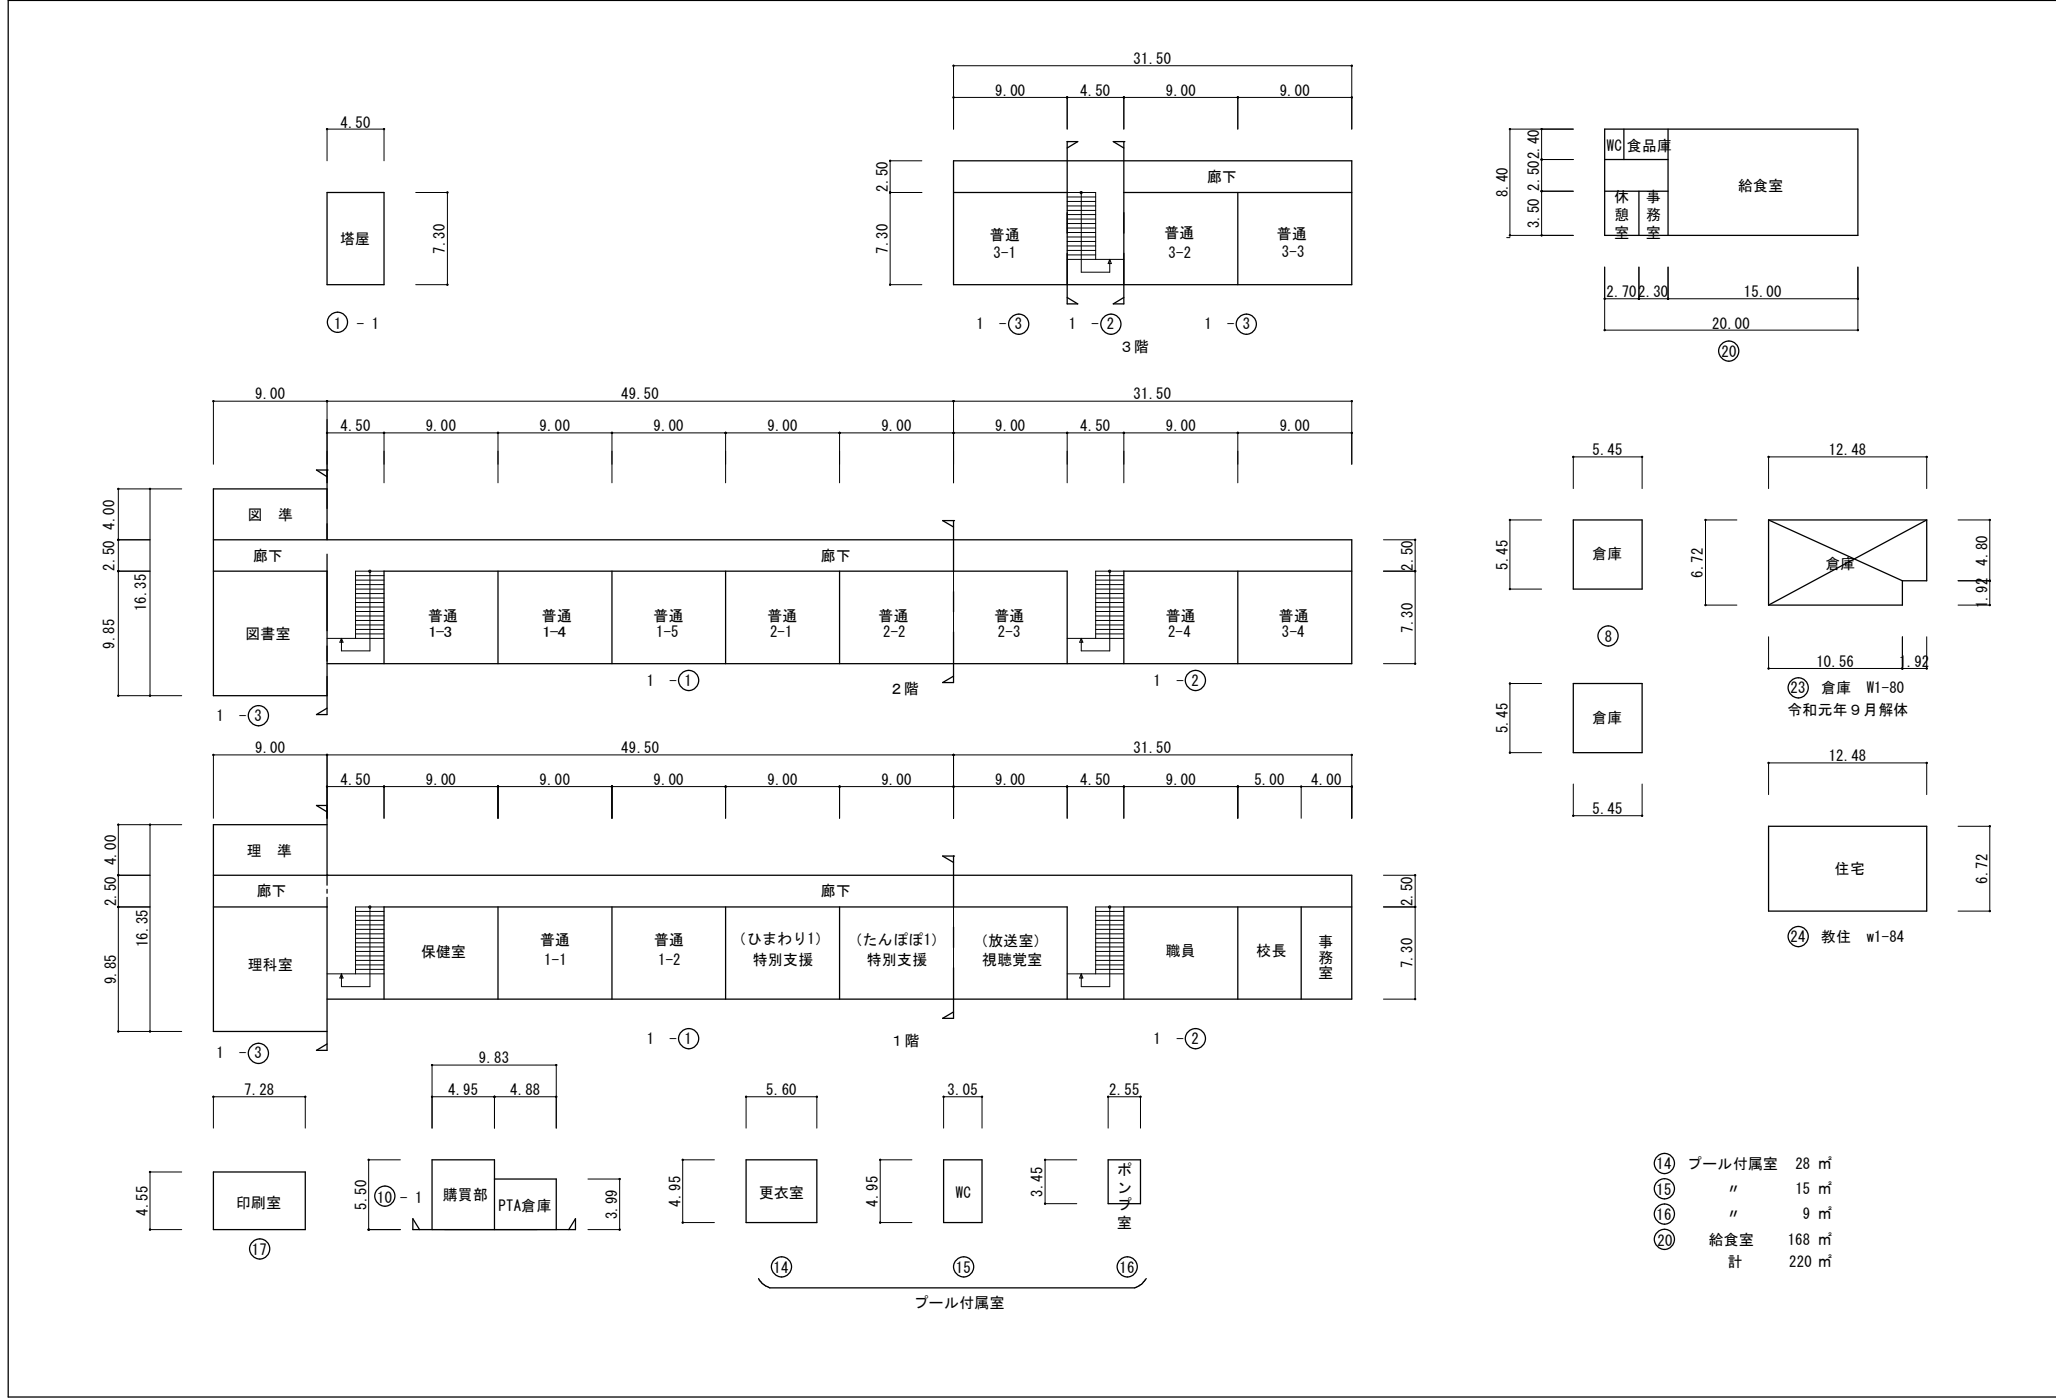 4.50
7.30
塔屋
① - 1
31.50
9.00 4.50 9.00 9.00
2.50
7.30
廊下
普通
3-1
普通
3-2
普通
3-3
1 -③ 1 -② 1 -③
3階
8.40
2.40
2.50
3.50
WC 食品庫
給食室
休憩室
事務室
2.70 2.30 15.00
20.00
⑳
9.00 49.50 31.50
4.50 9.00 9.00 9.00 9.00 9.00 9.00 4.50 9.00 9.00
4.00
2.50
16.35
9.85
図 準
廊下 廊下
図書室
普通
1-3
普通
1-4
普通
1-5
普通
2-1
普通
2-2
普通
2-3
普通
2-4
普通
3-4
2.50
7.30
1 -① 2階 1 -②
1 -③
5.45
5.45
倉庫
⑧
5.45
倉庫
5.45
12.48
6.72
倉庫
4.80
1.92
10.56 1.92
㉓ 倉庫 W1-80
令和元年9月解体
12.48
住宅
6.72
㉔ 教住 w1-84
9.00 49.50 31.50
4.50 9.00 9.00 9.00 9.00 9.00 9.00 4.50 9.00 5.00 4.00
4.00
2.50
16.35
9.85
理 準
廊下 廊下
理科室
保健室
普通
1-1
普通
1-2
(ひまわり1)
特別支援
(たんぽぽ1)
特別支援
(放送室)
視聴覚室
職員
校長
事務室
2.50
7.30
1 -① 1階 1 -②
1 -③
7.28
4.55
印刷室
⑰
9.83
4.95 4.88
5.50
⑩ - 1
購買部
PTA倉庫
3.99
5.60
4.95
更衣室
⑭
3.05
4.95
WC
⑮
2.55
3.45
ポンプ室
⑯
プール付属室
⑭ プール付属室 28 ㎡
⑮ 〃 15 ㎡
⑯ 〃 9 ㎡
⑳ 給食室 168 ㎡
計 220 ㎡